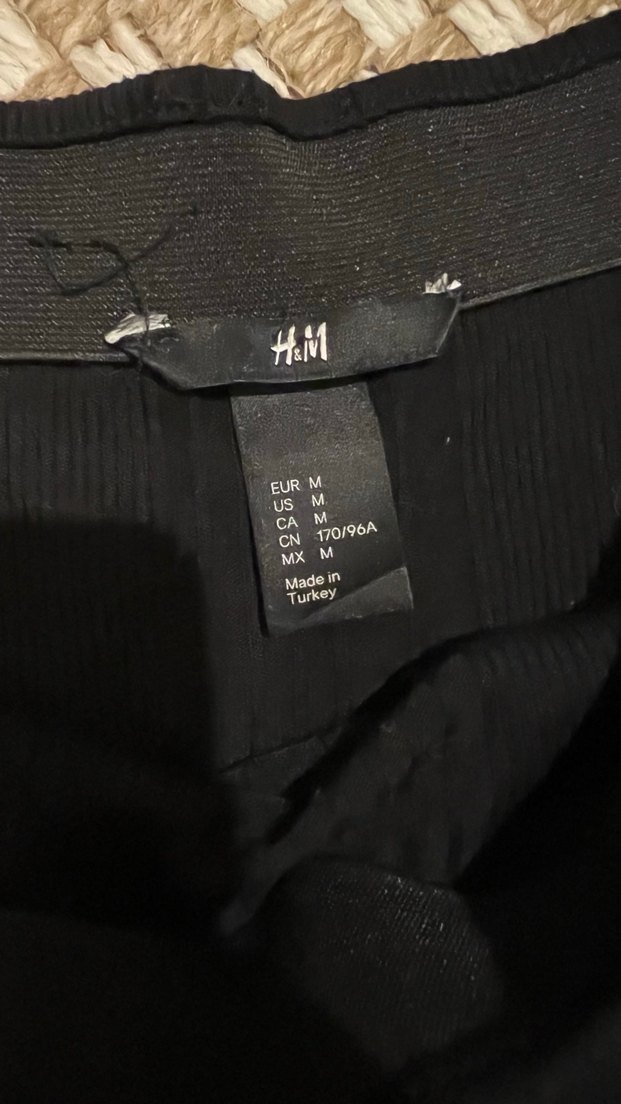 H&M
EUR M
US M
CA M
CN 170/96A
MX M
Made in
Turkey